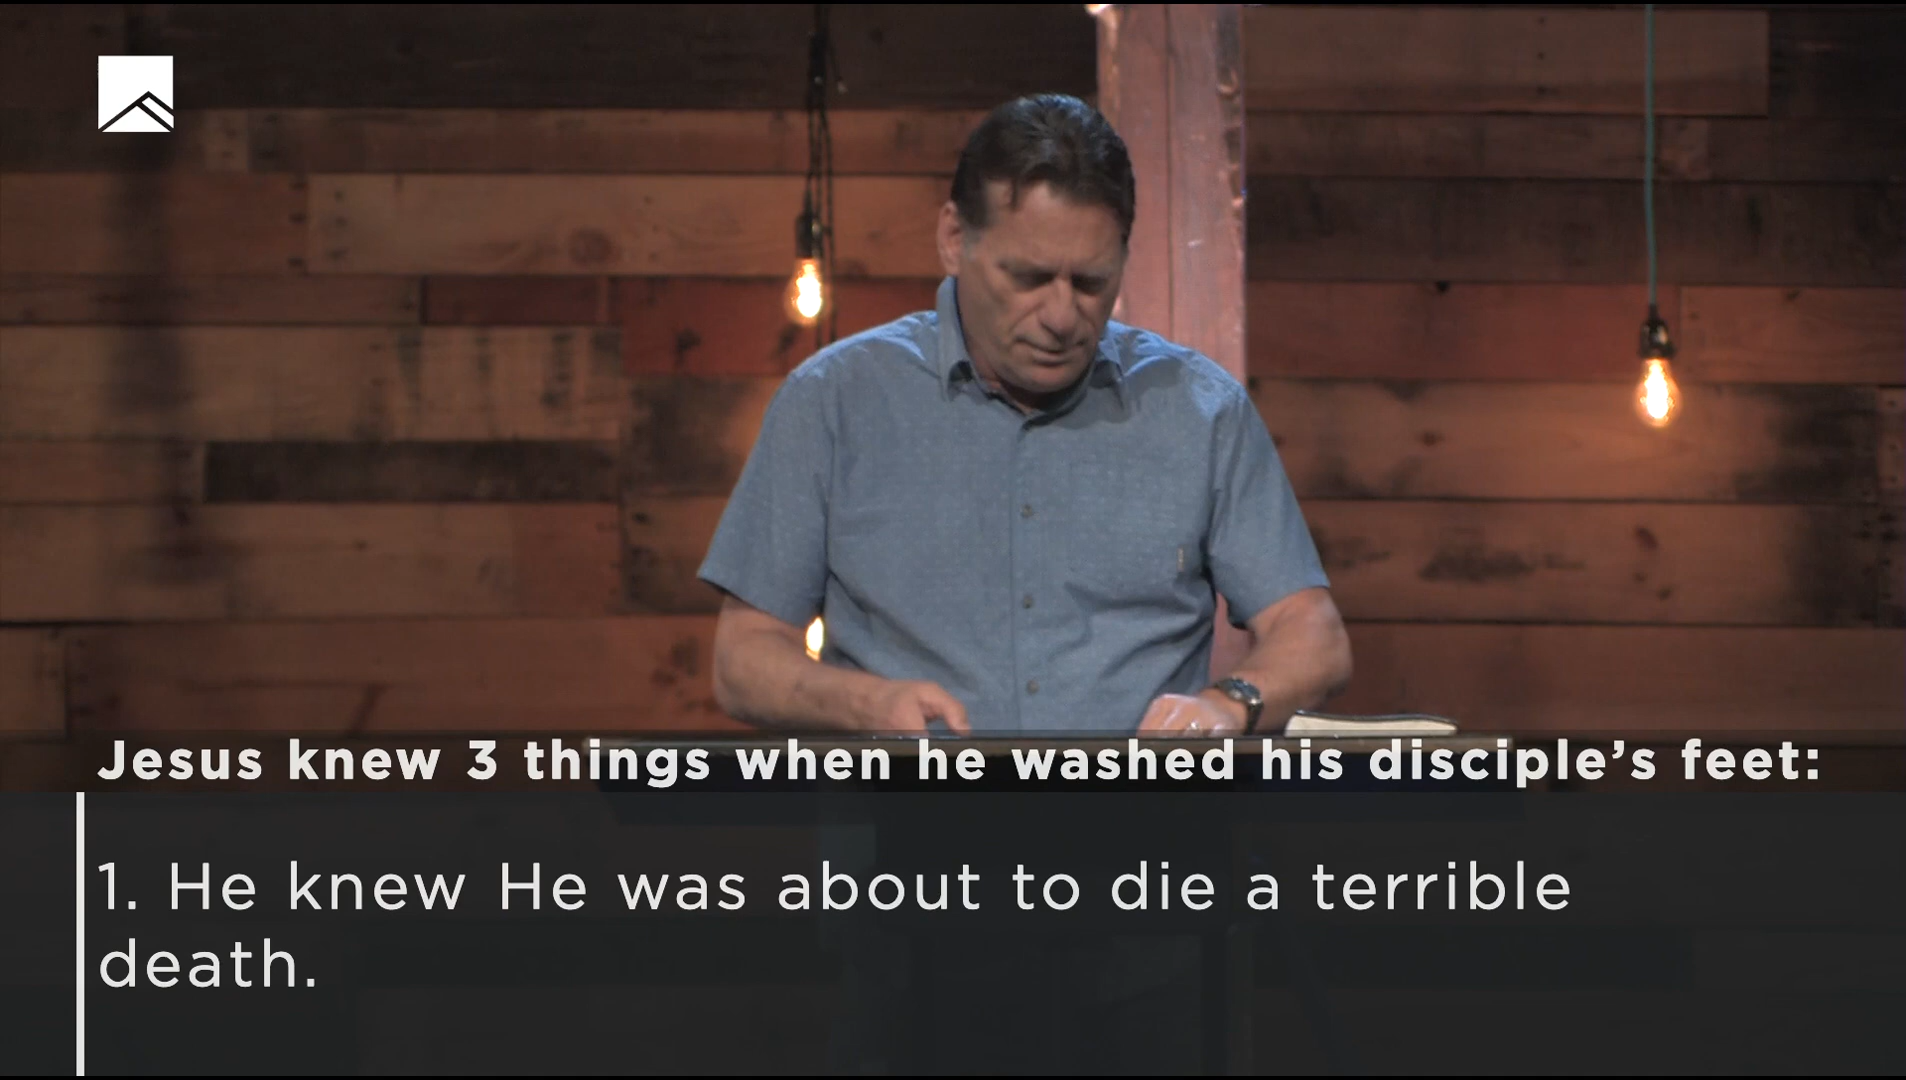 Jesus knew 3 things when he washed his disciple’s feet:
1. He knew He was about to die a terrible
death.